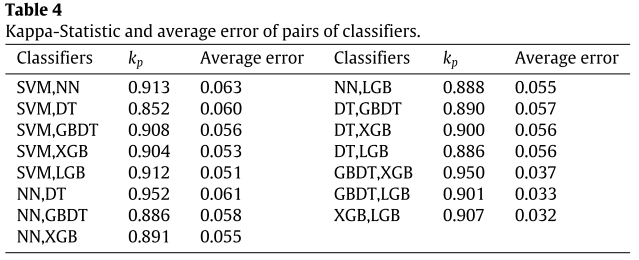 Table 4
Kappa-Statistic and average error of pairs of classifiers.
Classifiers kp Average error Classifiers kp Average error
SVM,NN 0.913 0.063 NN,LGB 0.888 0.055
SVM,DT 0.852 0.060 DT,GBDT 0.890 0.057
SVM,GBDT 0.908 0.056 DT,XGB 0.900 0.056
SVM,XGB 0.904 0.053 DT,LGB 0.886 0.056
SVM,LGB 0.912 0.051 GBDT,XGB 0.950 0.037
NN,DT 0.952 0.061 GBDT,LGB 0.901 0.033
NN,GBDT 0.886 0.058 XGB,LGB 0.907 0.032
NN,XGB 0.891 0.055